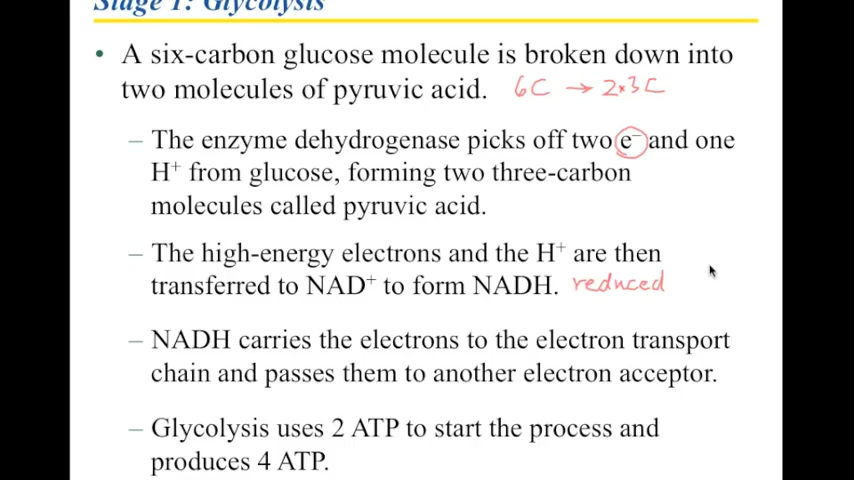 Stage 1: Glycolysis
• A six-carbon glucose molecule is broken down into
two molecules of pyruvic acid. 6C → 2×3C
– The enzyme dehydrogenase picks off two e⁻ and one
H⁺ from glucose, forming two three-carbon
molecules called pyruvic acid.
– The high-energy electrons and the H⁺ are then
transferred to NAD⁺ to form NADH. reduced
– NADH carries the electrons to the electron transport
chain and passes them to another electron acceptor.
– Glycolysis uses 2 ATP to start the process and
produces 4 ATP.